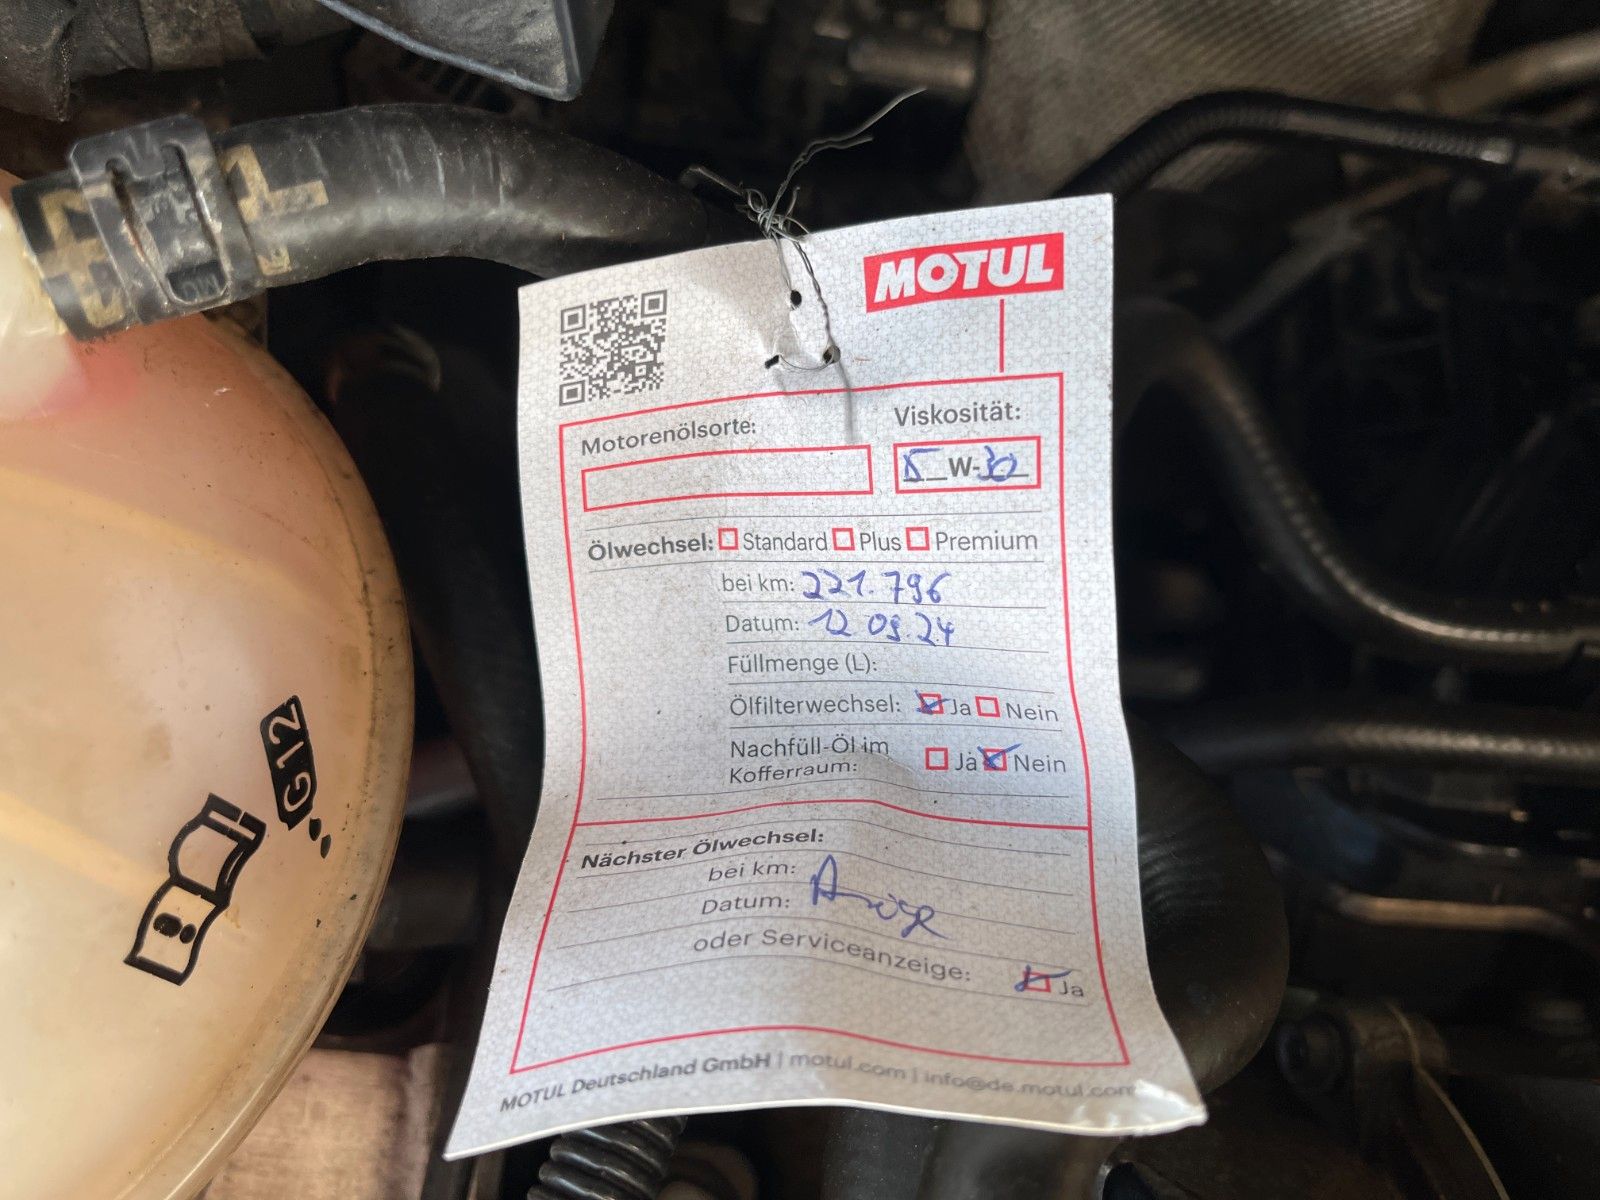 MOTUL
Motorenölsorte:
Viskosität:
5 W-30
Ölwechsel: Standard Plus Premium
bei km: 221.796
Datum: 12 09.24
Füllmenge (L):
Ölfilterwechsel: Ja Nein
Nachfüll-Öl im
Kofferraum: Ja Nein
Nächster Ölwechsel:
bei km:
Datum:
oder Serviceanzeige: Ja
MOTUL Deutschland GmbH | motul.com | info@de.motul.com
G12